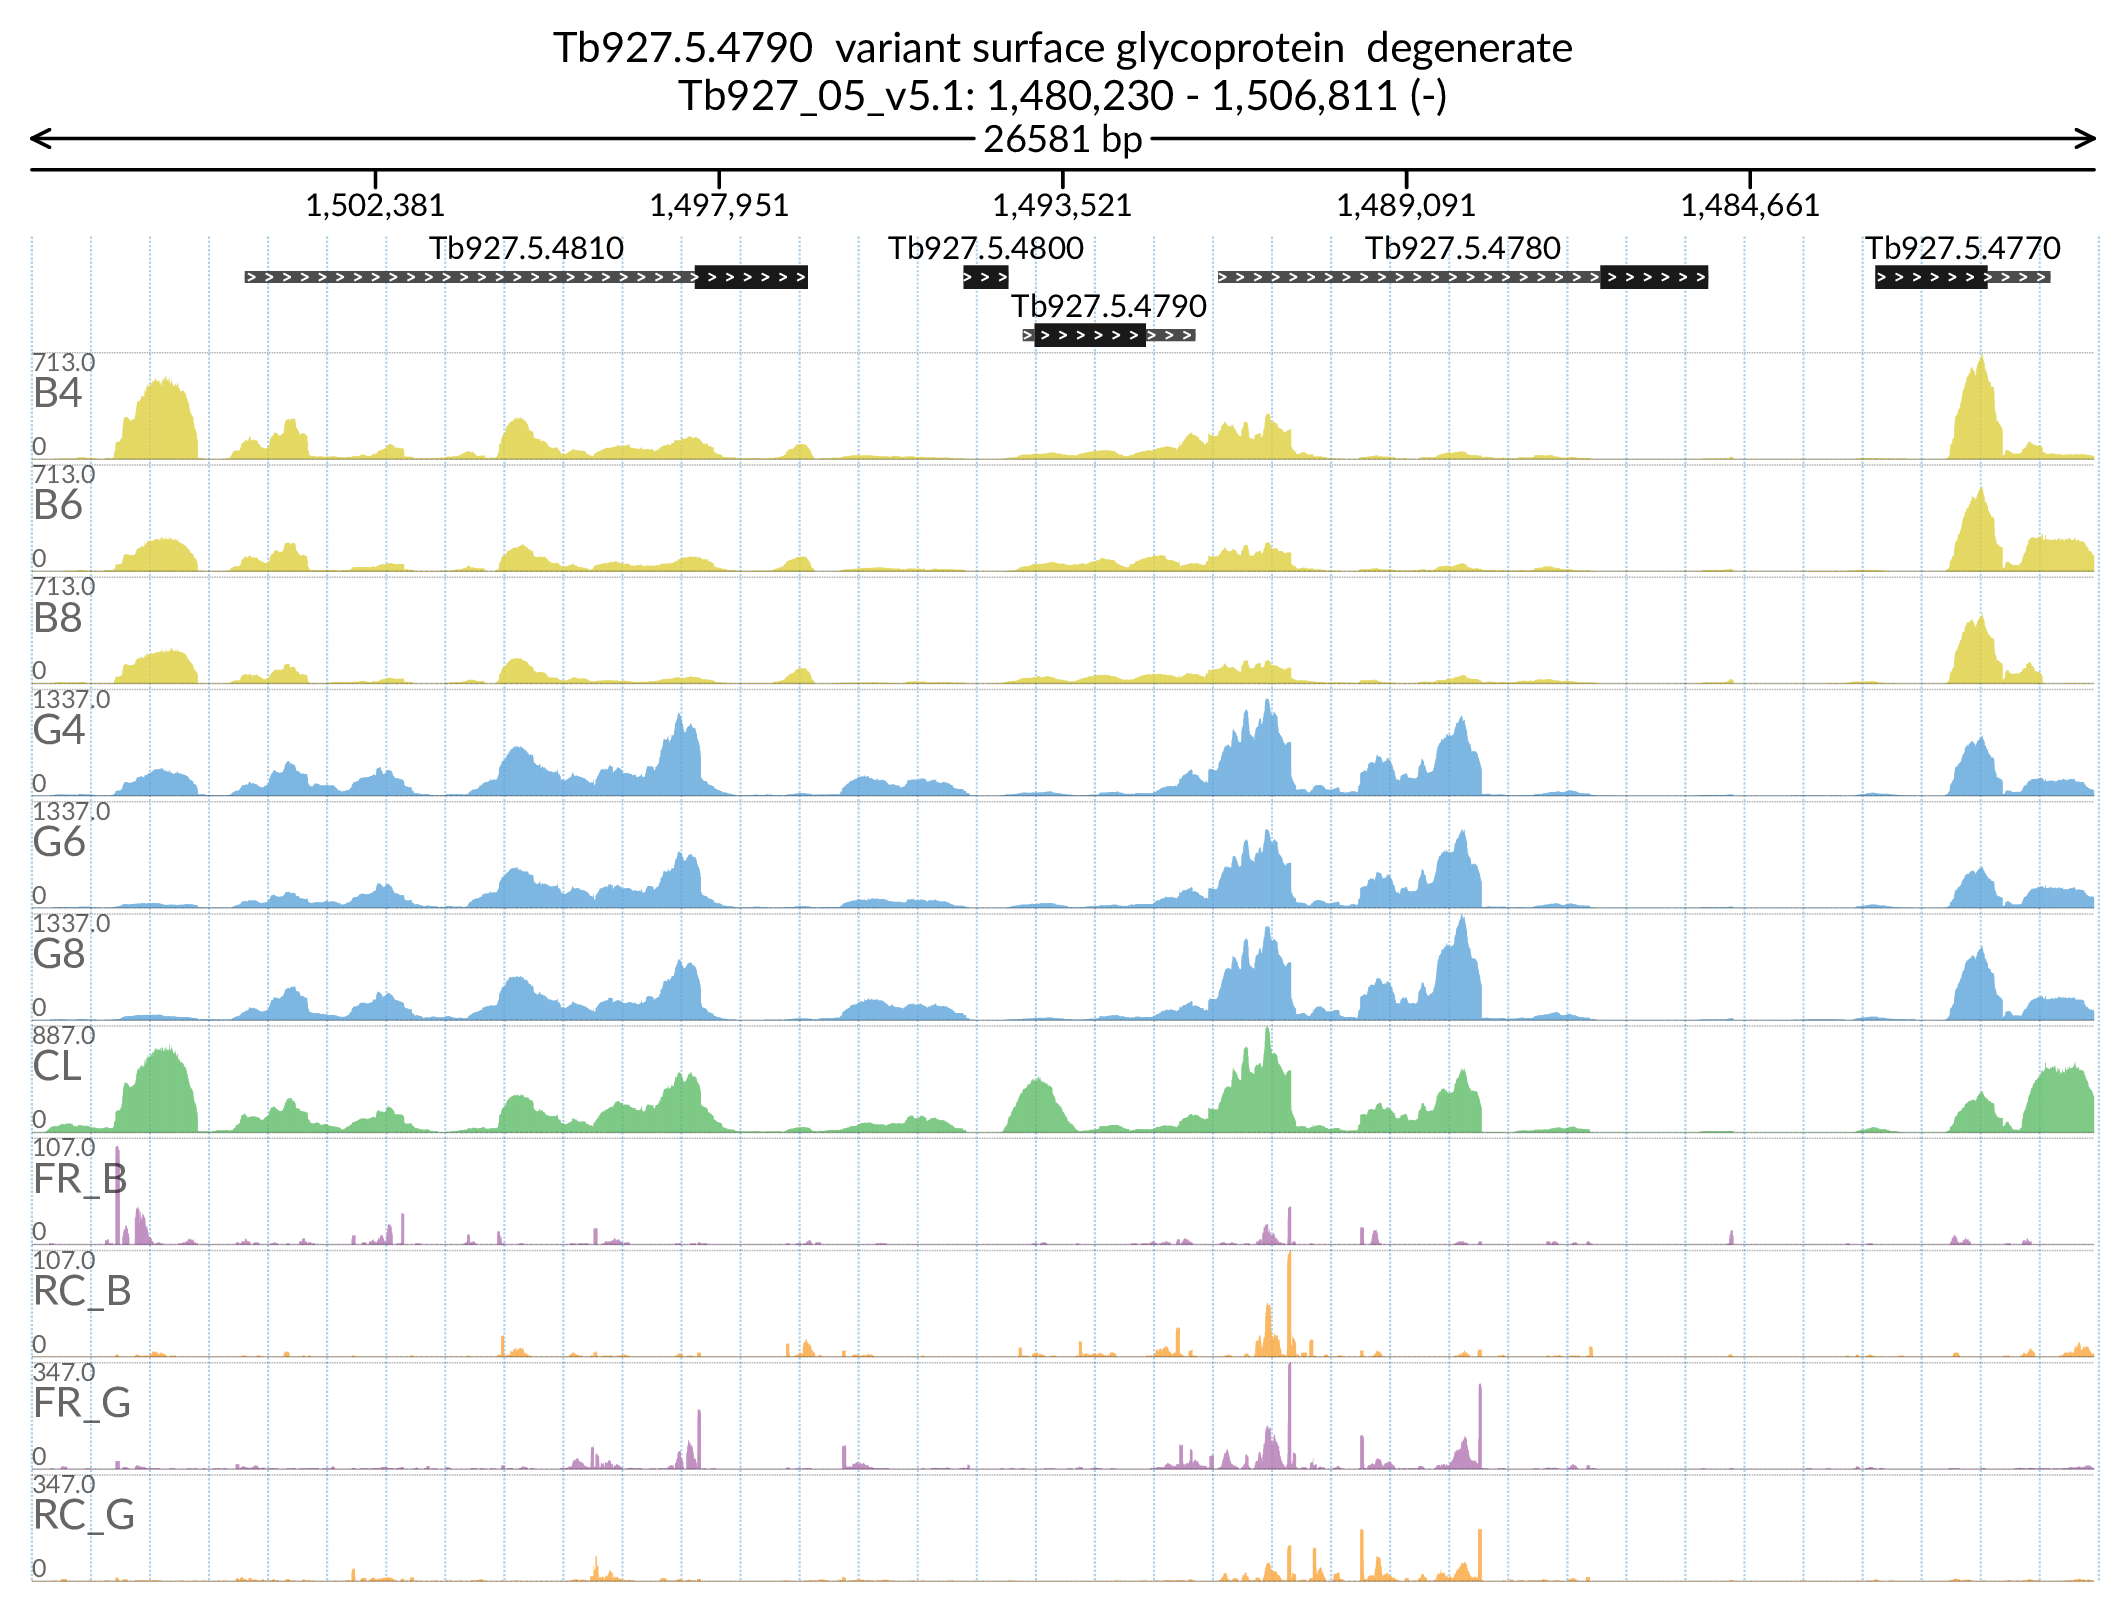 Tb927.5.4790  variant surface glycoprotein  degenerate
Tb927_05_v5.1: 1,480,230 - 1,506,811 (-)
26581 bp
1,502,381 1,497,951 1,493,521 1,489,091 1,484,661
Tb927.5.4810 Tb927.5.4800 Tb927.5.4780 Tb927.5.4770
Tb927.5.4790
713.0
B4
0
713.0
B6
0
713.0
B8
0
1337.0
G4
0
1337.0
G6
0
1337.0
G8
0
887.0
CL
0
107.0
FR_B
0
107.0
RC_B
0
347.0
FR_G
0
347.0
RC_G
0